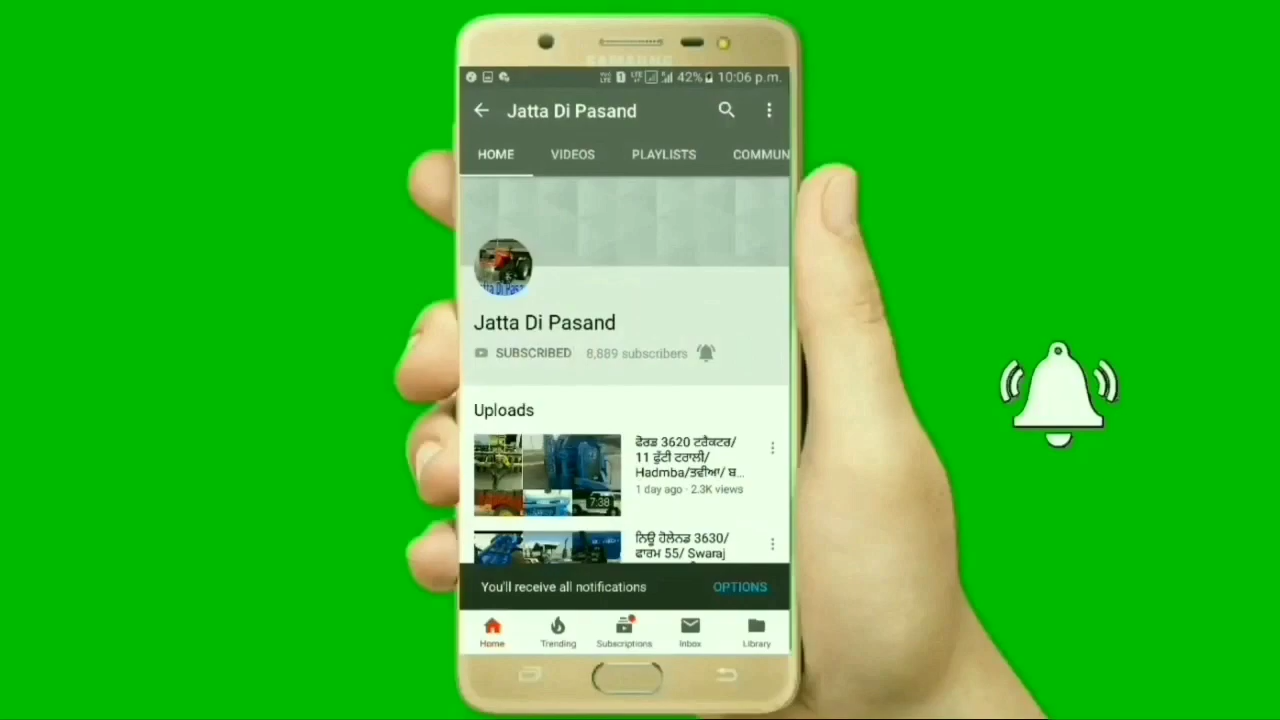 SAMSUNG
42% 10:06 p.m.
Jatta Di Pasand
HOME VIDEOS PLAYLISTS COMMUN
Jatta Di Pasand
SUBSCRIBED 8,889 subscribers
Uploads
ਫੋਰਡ 3620 ਟਰੈਕਟਰ/
11 ਫੁੱਟੀ ਟਰਾਲੀ/
Hadmba/ਤਵੀਆ/ ਬ...
1 day ago · 2.3K views
7:38
ਨਿਊ ਹੋਲੇਨਡ 3630/
ਫਾਰਮ 55/ Swaraj
You'll receive all notifications OPTIONS
Home Trending Subscriptions Inbox Library